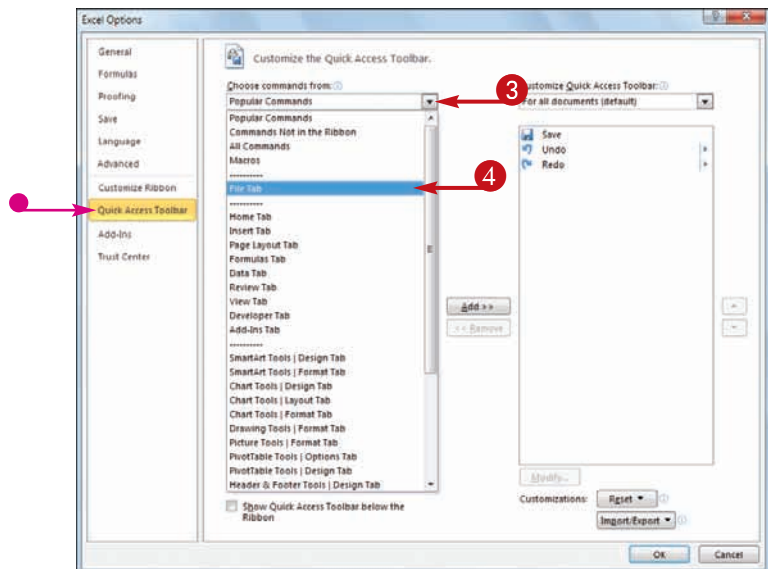 Excel Options
General
Formulas
Proofing
Save
Language
Advanced
Customize Ribbon
Quick Access Toolbar
Add-Ins
Trust Center
Customize the Quick Access Toolbar.
Choose commands from:
Popular Commands
3
Popular Commands
Commands Not in the Ribbon
All Commands
Macros
----------
File Tab
4
----------
Home Tab
Insert Tab
Page Layout Tab
Formulas Tab
Data Tab
Review Tab
View Tab
Developer Tab
Add-Ins Tab
----------
SmartArt Tools | Design Tab
SmartArt Tools | Format Tab
Chart Tools | Design Tab
Chart Tools | Layout Tab
Chart Tools | Format Tab
Drawing Tools | Format Tab
Picture Tools | Format Tab
PivotTable Tools | Options Tab
PivotTable Tools | Design Tab
Header & Footer Tools | Design Tab
Show Quick Access Toolbar below the
Ribbon
Add >>
<< Remove
Customize Quick Access Toolbar:
For all documents (default)
Save
Undo
Redo
Modify...
Customizations:
Reset
Import/Export
OK
Cancel